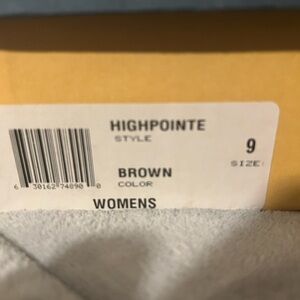 HIGHPOINTE
STYLE
9
SIZE:
BROWN
COLOR
6 30162 74890 0
WOMENS